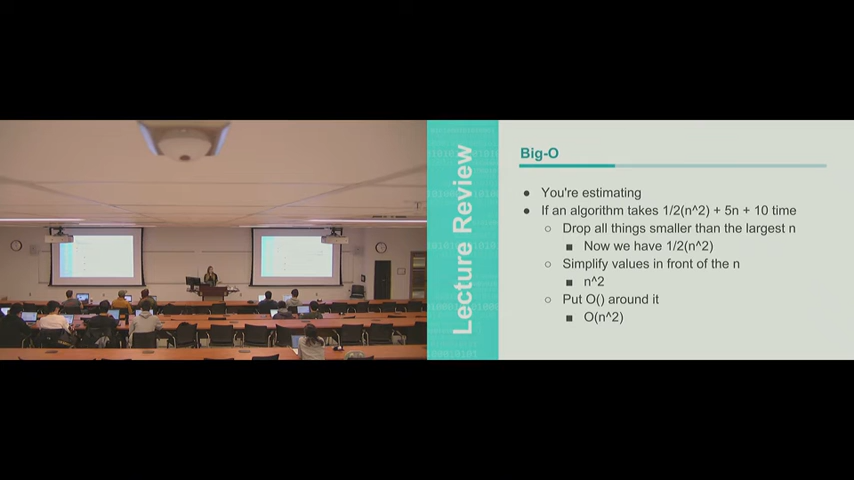 Lecture Review
Big-O
● You're estimating
● If an algorithm takes 1/2(n^2) + 5n + 10 time
○ Drop all things smaller than the largest n
■ Now we have 1/2(n^2)
○ Simplify values in front of the n
■ n^2
○ Put O() around it
■ O(n^2)